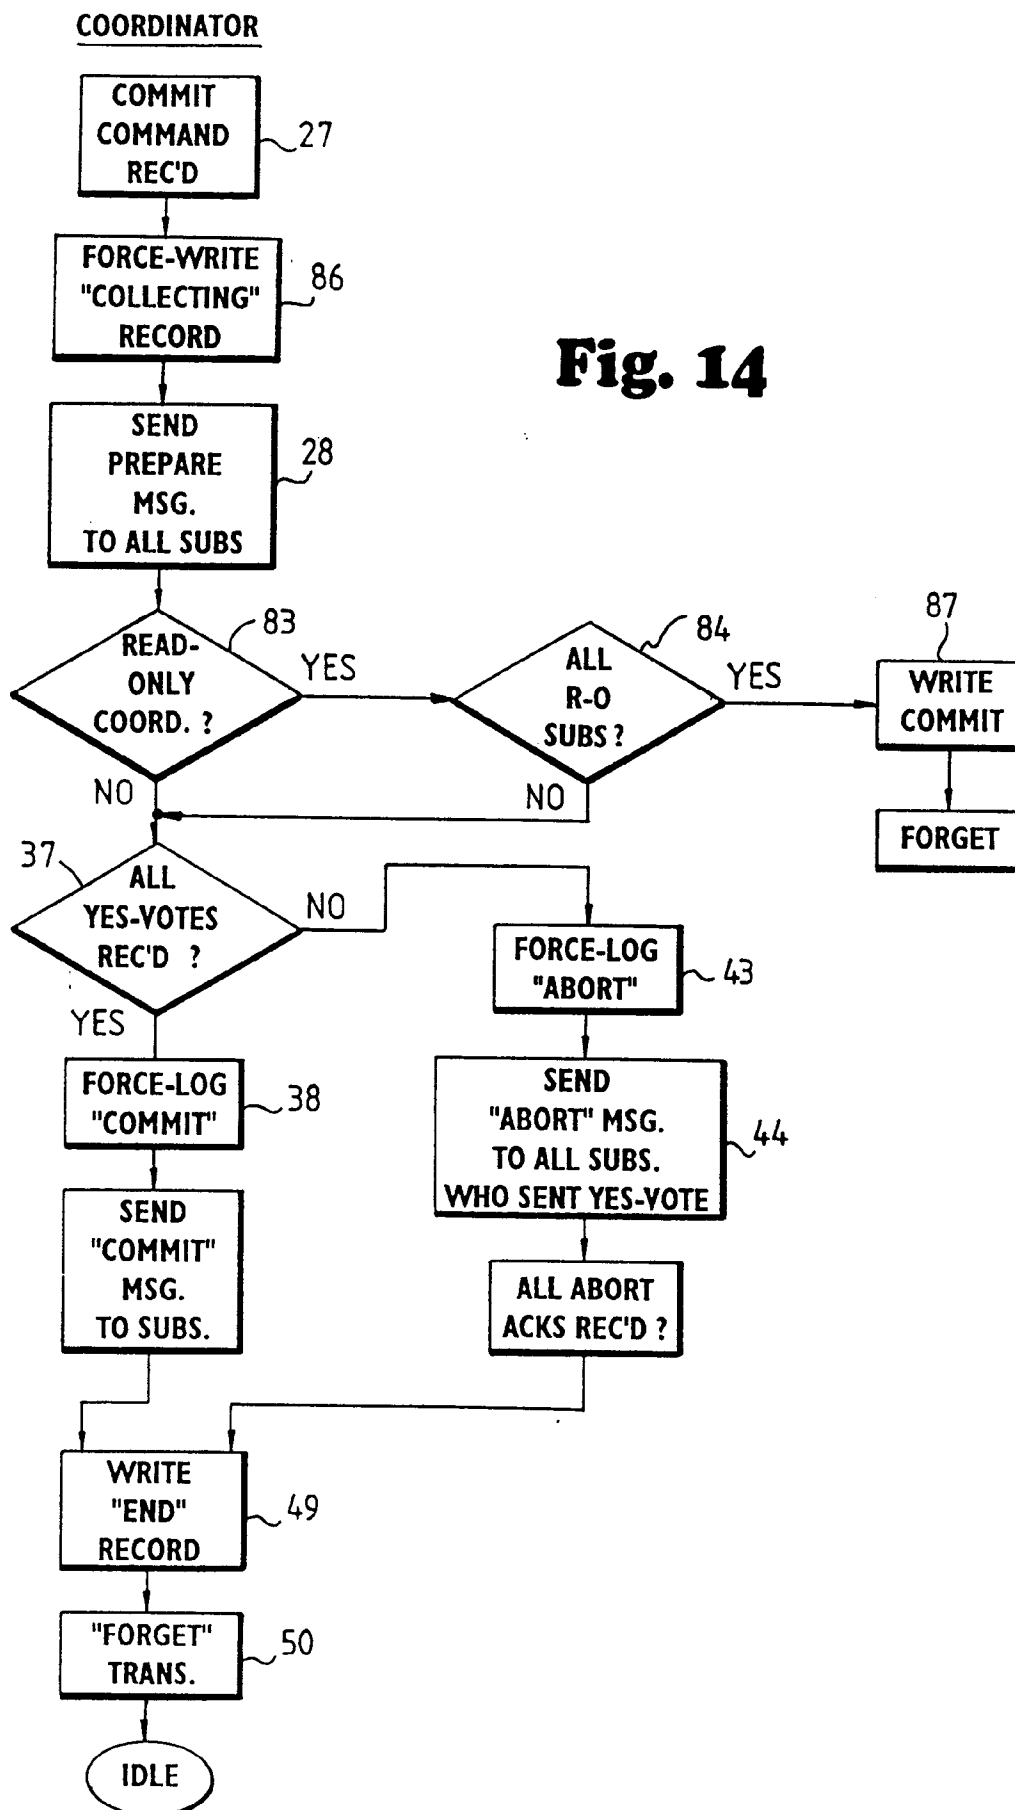 COORDINATOR
COMMIT
COMMAND
REC'D
27
FORCE-WRITE
"COLLECTING"
RECORD
86
Fig. 14
SEND
PREPARE
MSG.
TO ALL SUBS
28
READ-
ONLY
COORD. ?
83
YES
NO
ALL
R-O
SUBS ?
84
YES
NO
87
WRITE
COMMIT
FORGET
37
ALL
YES-VOTES
REC'D ?
NO
YES
FORCE-LOG
"ABORT"
43
FORCE-LOG
"COMMIT"
38
SEND
"ABORT" MSG.
TO ALL SUBS.
WHO SENT YES-VOTE
44
SEND
"COMMIT"
MSG.
TO SUBS.
ALL ABORT
ACKS REC'D ?
WRITE
"END"
RECORD
49
"FORGET"
TRANS.
50
IDLE